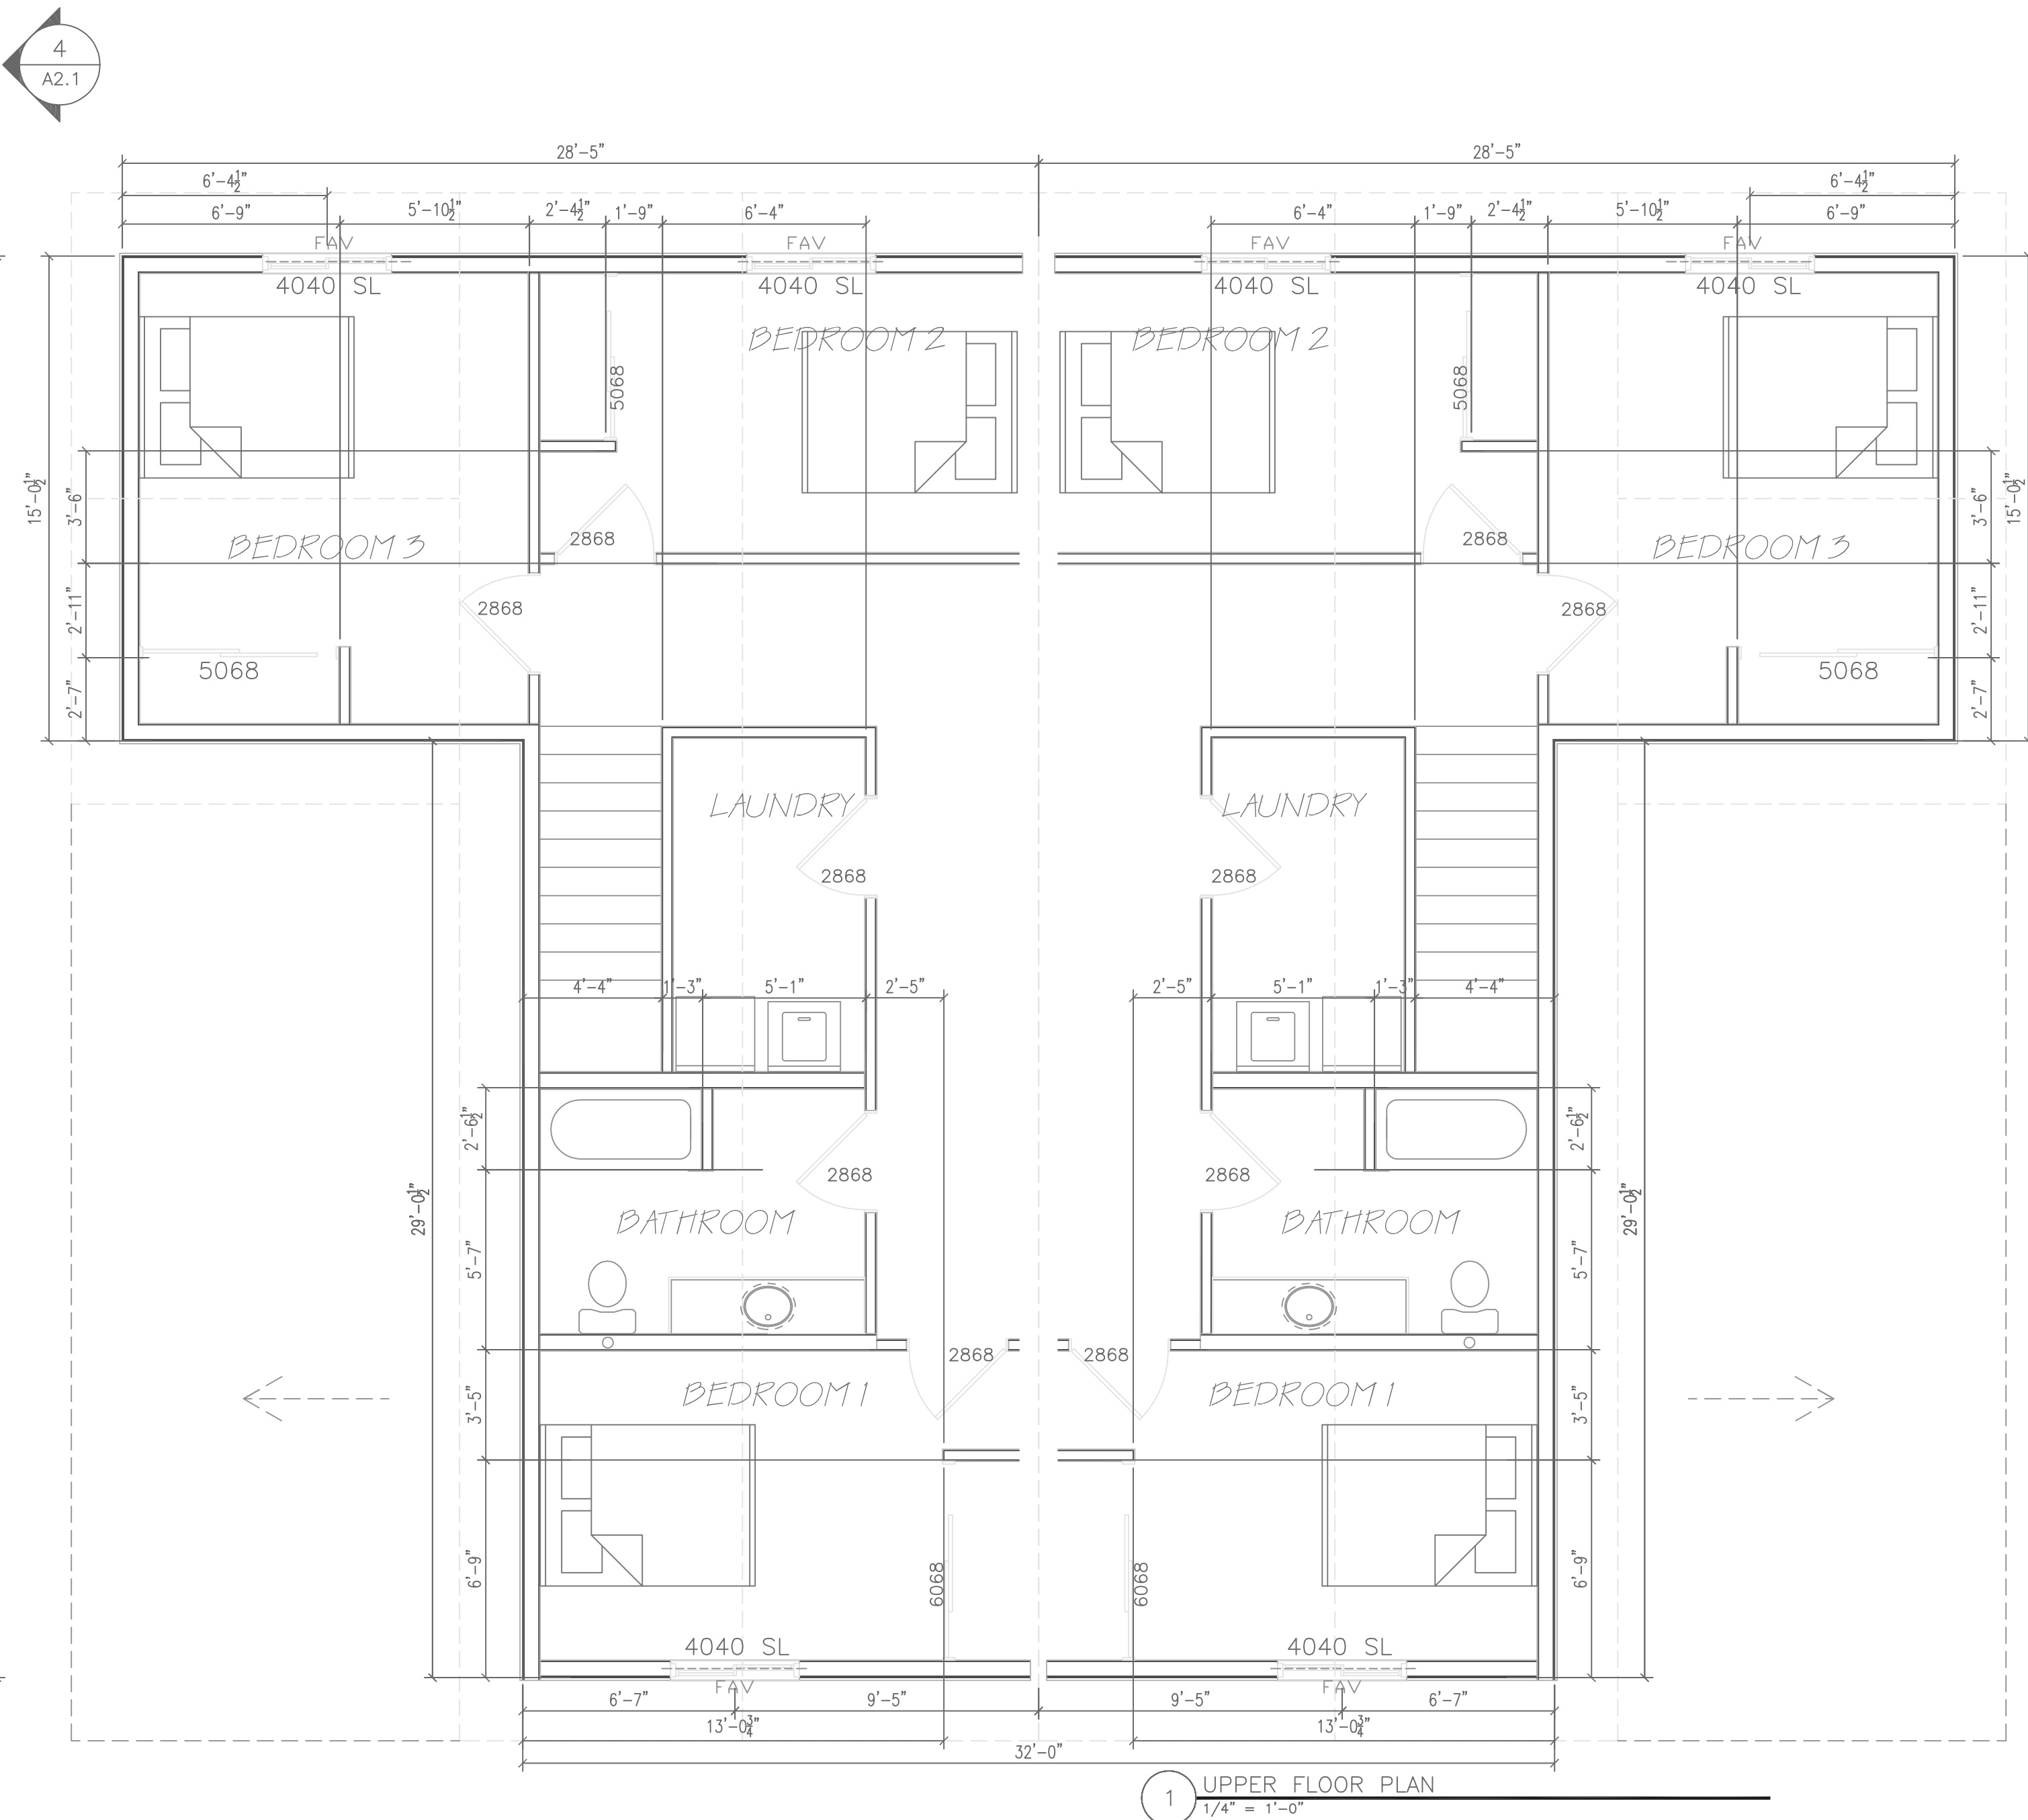 4
A2.1
28'-5" 28'-5"
6'-4½" 6'-4½"
6'-9" 5'-10½" 2'-4½" 1'-9" 6'-4" 6'-4" 1'-9" 2'-4½" 5'-10½" 6'-9"
FAV FAV FAV FAV
4040 SL 4040 SL 4040 SL 4040 SL
BEDROOM 2 BEDROOM 2
5068 5068
15'-0½" 3'-6" 3'-6" 15'-0½"
2868 2868
BEDROOM 3 BEDROOM 3
2'-11" 2868 2868 2'-11"
5068 5068
2'-7" 2'-7"
LAUNDRY LAUNDRY
2868 2868
4'-4" 1'-3" 5'-1" 2'-5" 2'-5" 5'-1" 1'-3" 4'-4"
2'-6½" 2'-6½"
2868 2868
29'-0½" 29'-0½"
BATHROOM BATHROOM
5'-7" 5'-7"
2868 2868
BEDROOM 1 BEDROOM 1
3'-5" 3'-5"
6'-9" 6068 6068 6'-9"
4040 SL 4040 SL
FAV FAV
6'-7" 9'-5" 9'-5" 6'-7"
13'-0¾" 13'-0¾"
32'-0"
1 UPPER FLOOR PLAN
1/4" = 1'-0"